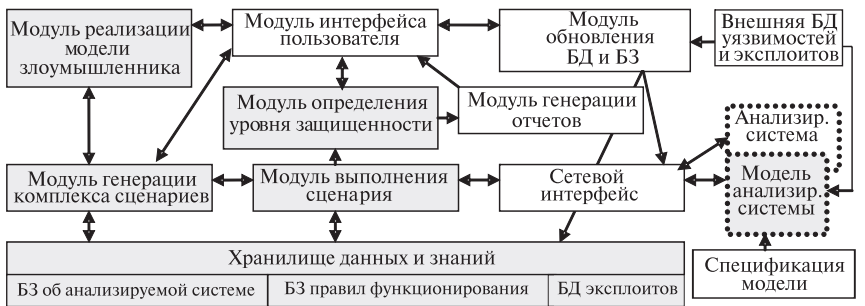 Модуль реализации
модели
злоумышленника
Модуль интерфейса
пользователя
Модуль
обновления
БД и БЗ
Внешняя БД
уязвимостей
и эксплоитов
Модуль определения
уровня защищенности
Модуль генерации
отчетов
Анализир.
система
Модуль генерации
комплекса сценариев
Модуль выполнения
сценария
Сетевой
интерфейс
Модель
анализир.
системы
Хранилище данных и знаний
БЗ об анализируемой системе
БЗ правил функционирования
БД эксплоитов
Спецификация
модели